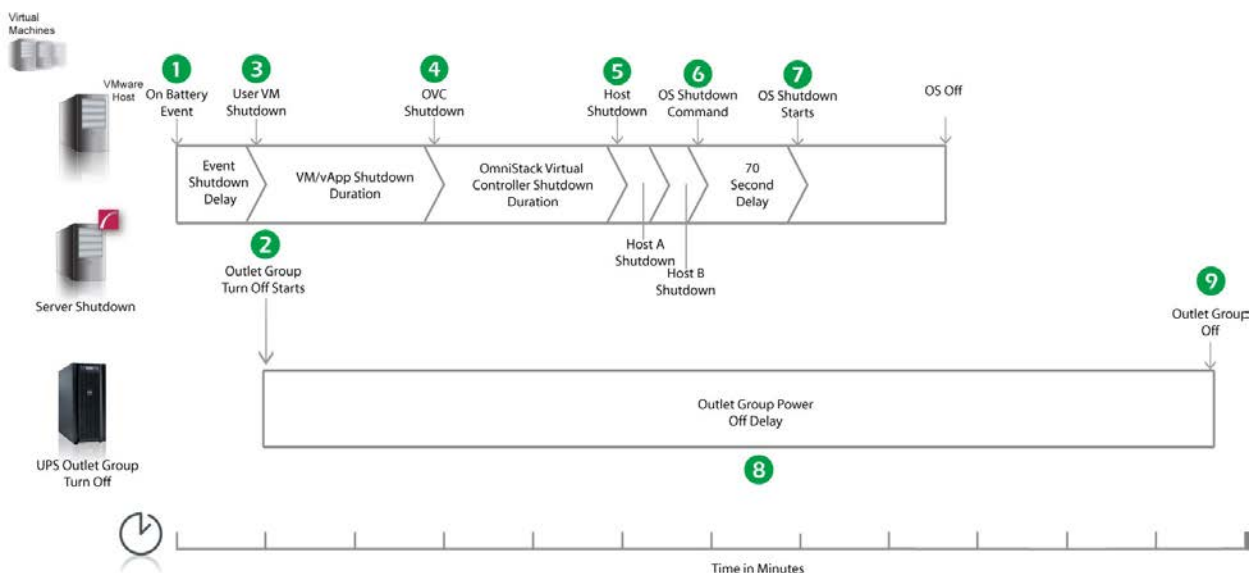 Virtual
Machines
VMware
Host
1
On Battery
Event
3
User VM
Shutdown
4
OVC
Shutdown
5
Host
Shutdown
6
OS Shutdown
Command
7
OS Shutdown
Starts
OS Off
Event
Shutdown
Delay
VM/vApp Shutdown
Duration
OmniStack Virtual
Controller Shutdown
Duration
70
Second
Delay
Host A
Shutdown
Host B
Shutdown
Server Shutdown
2
Outlet Group
Turn Off Starts
9
Outlet Group
Off
Outlet Group Power
Off Delay
8
UPS Outlet Group
Turn Off
Time in Minutes